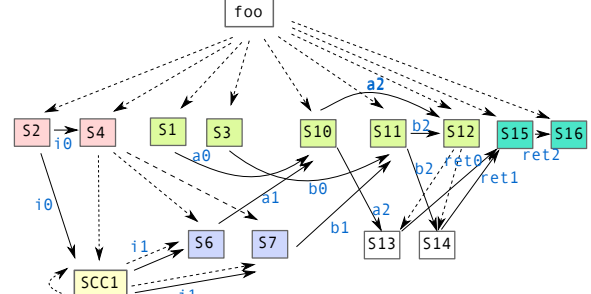 foo
a2
S2
i0
S4
S1
S3
S10
S11
b2
S12
S15
ret2
S16
a0
b0
b2
ret0
ret1
i0
a1
a2
b1
i1
S6
S7
S13
S14
SCC1
i1